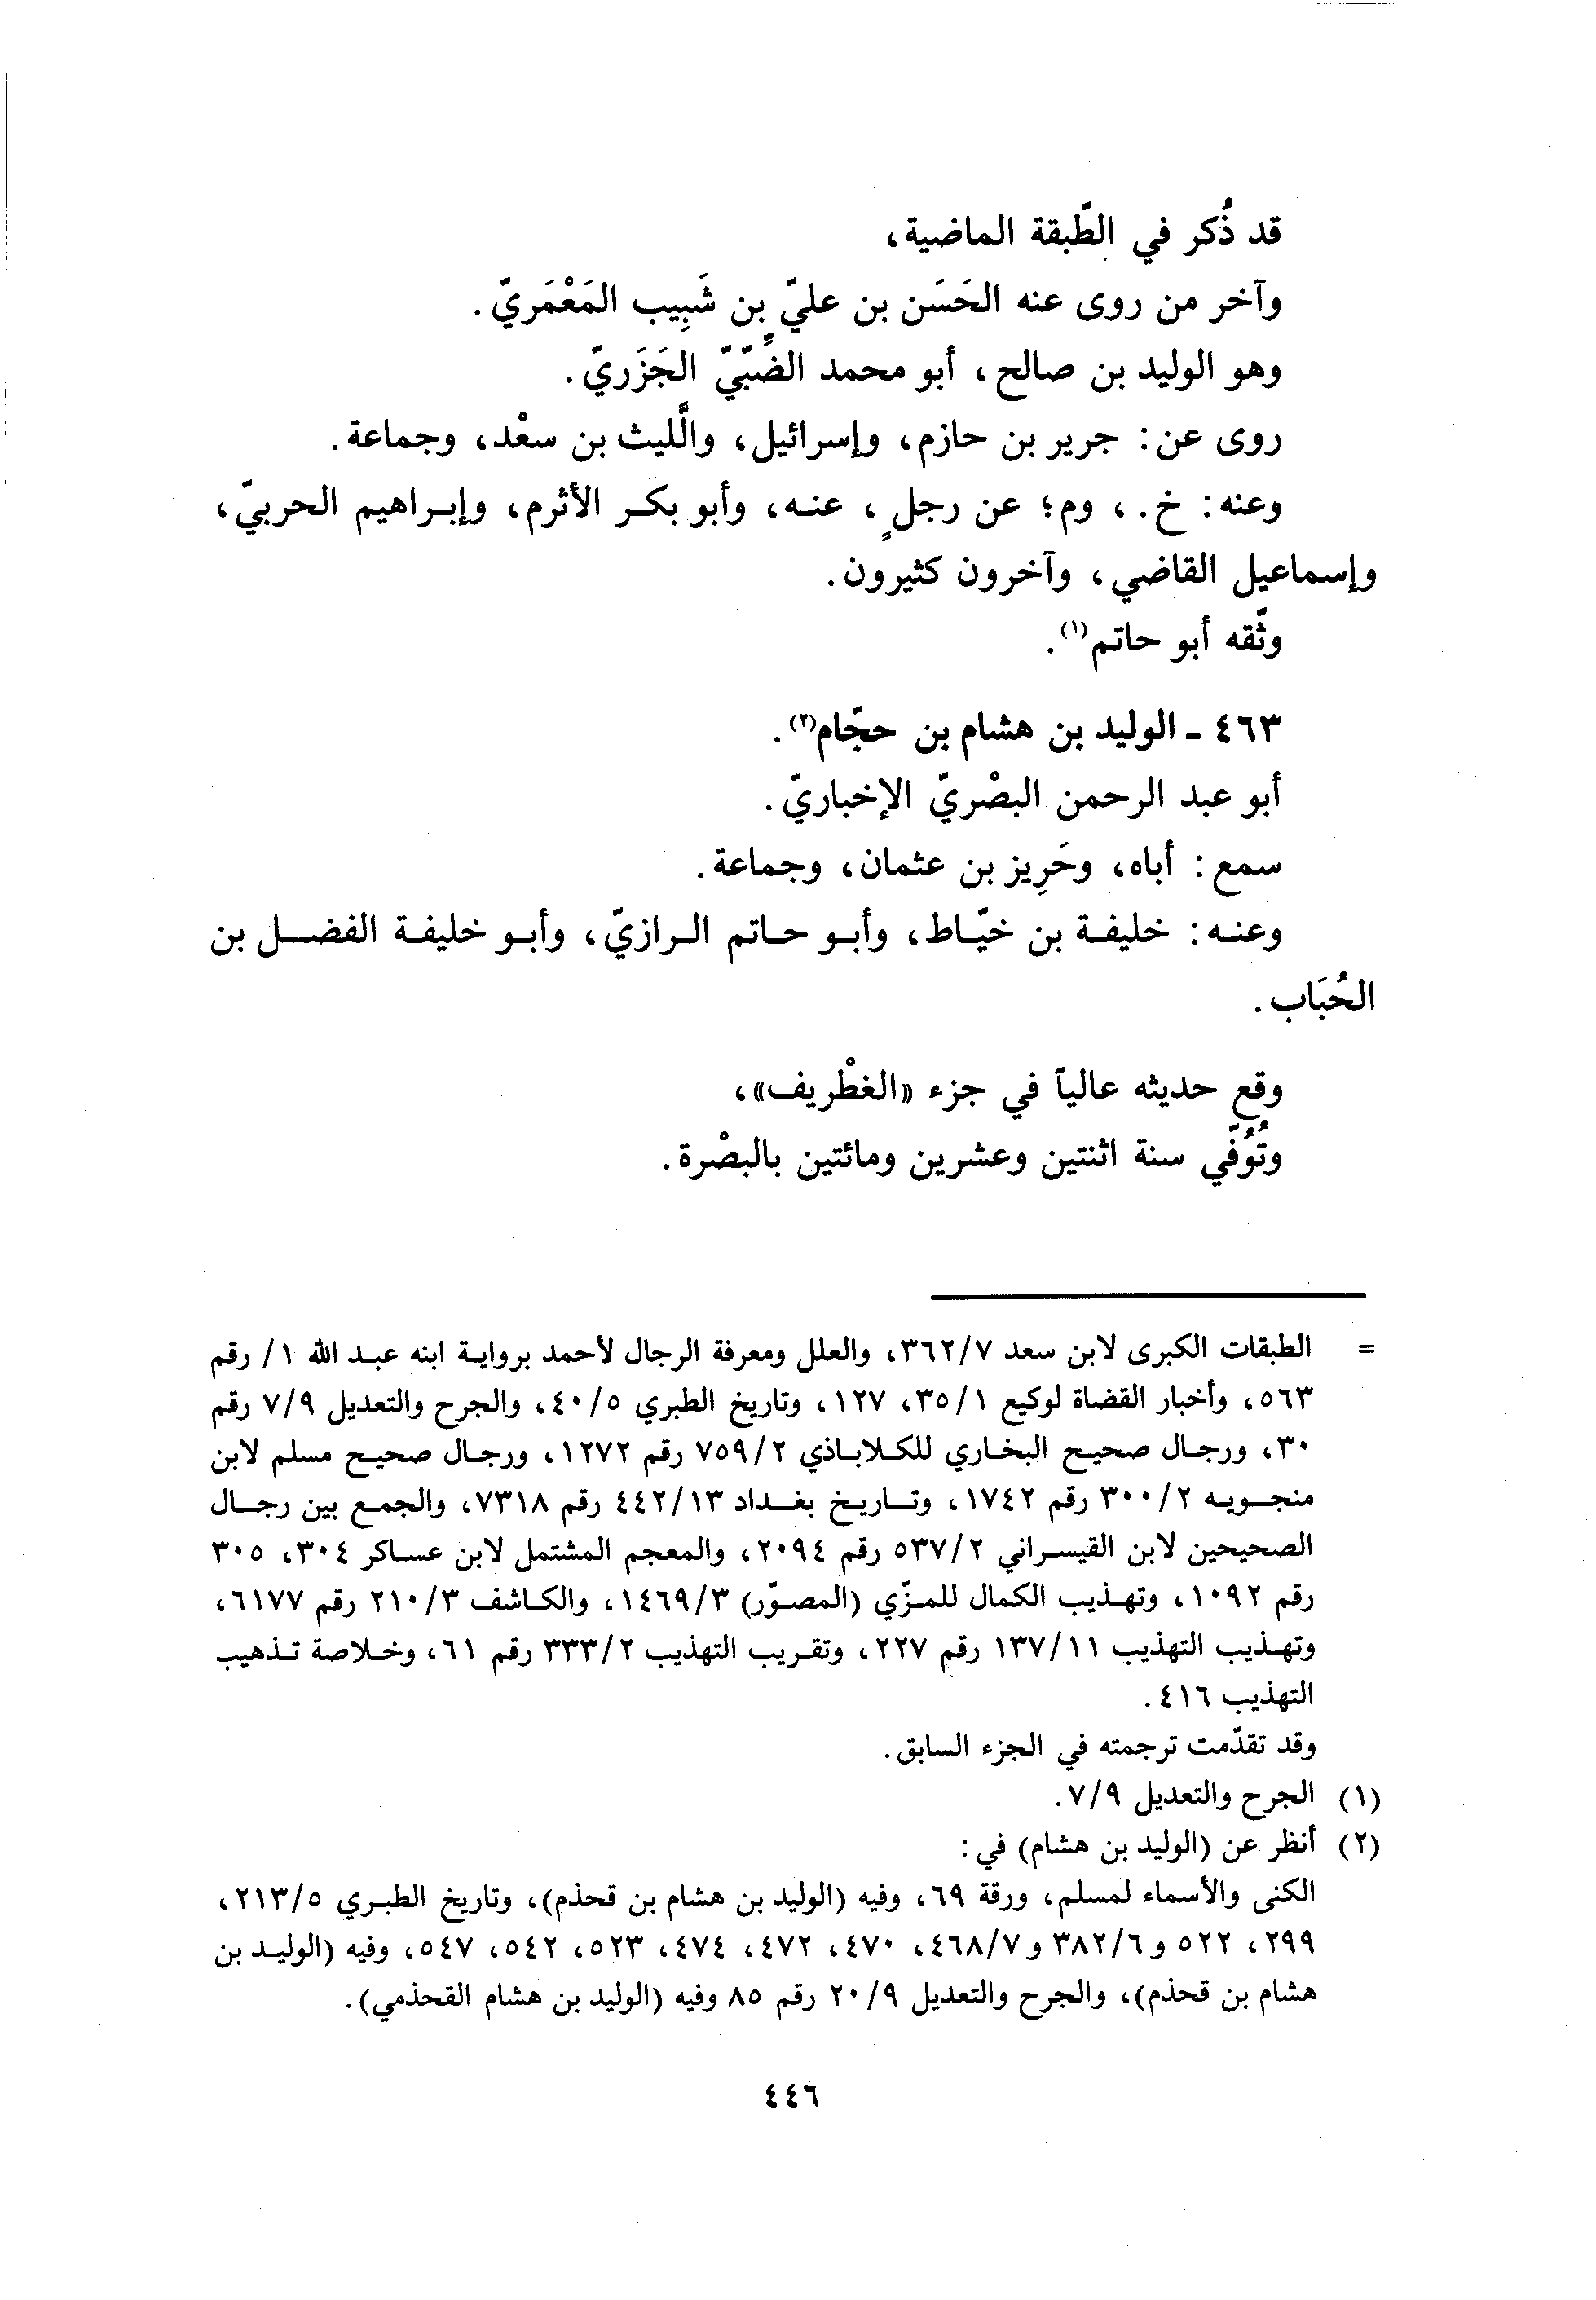 قد ذُكر في الطّبقة الماضية،
وآخر من روى عنه الحَسَن بن عليّ بن شَبِيب المَعْمَريّ.
وهو الوليد بن صالح، أبو محمد الضّبّيّ الجَزَريّ.
روى عن: جرير بن حازم، وإسرائيل، والّليث بن سعْد، وجماعة.
وعنه: خ.، وم؛ عن رجلٍ، عنه، وأبو بكر الأثرم، وإبراهيم الحربيّ،
وإسماعيل القاضي، وآخرون كثيرون.
وثّقه أبو حاتم(١).
٤٦٣ - الوليد بن هشام بن حجّام(٢).
أبو عبد الرحمن البصْريّ الإخباريّ.
سمع: أباه، وحَرِيز بن عثمان، وجماعة.
وعنه: خليفة بن خيّاط، وأبو حاتم الرازيّ، وأبو خليفة الفضل بن
الحُبَاب.
وقع حديثه عالياً في جزء «الغطْريف»،
وتُوُفّي سنة اثنتين وعشرين ومائتين بالبصْرة.
= الطبقات الكبرى لابن سعد ٣٦٢/٧، والعلل ومعرفة الرجال لأحمد برواية ابنه عبد الله ١/ رقم
٥٦٣، وأخبار القضاة لوكيع ٣٥/١، ١٢٧، وتاريخ الطبري ٤٠/٥، والجرح والتعديل ٧/٩ رقم
٣٠، ورجال صحيح البخاري للكلاباذي ٧٥٩/٢ رقم ١٢٧٢، ورجال صحيح مسلم لابن
منجويه ٣٠٠/٢ رقم ١٧٤٢، وتاريخ بغداد ٤٤٢/١٣ رقم ٧٣١٨، والجمع بين رجال
الصحيحين لابن القيسراني ٥٣٧/٢ رقم ٢٠٩٤، والمعجم المشتمل لابن عساكر ٣٠٤، ٣٠٥
رقم ١٠٩٢، وتهذيب الكمال للمزّي (المصوّر) ١٤٦٩/٣، والكاشف ٢١٠/٣ رقم ٦١٧٧،
وتهذيب التهذيب ١٣٧/١١ رقم ٢٢٧، وتقريب التهذيب ٣٣٣/٢ رقم ٦١، وخلاصة تذهيب
التهذيب ٤١٦.
وقد تقدّمت ترجمته في الجزء السابق.
(١) الجرح والتعديل ٧/٩.
(٢) أنظر عن (الوليد بن هشام) في:
الكنى والأسماء لمسلم، ورقة ٦٩، وفيه (الوليد بن هشام بن قحذم)، وتاريخ الطبري ٢١٣/٥،
٢٩٩، ٥٢٢ و٣٨٢/٦ و٤٦٨/٧، ٤٧٠، ٤٧٢، ٤٧٤، ٥٢٣، ٥٤٢، ٥٤٧، وفيه (الوليد بن
هشام بن قحذم)، والجرح والتعديل ٢٠/٩ رقم ٨٥ وفيه (الوليد بن هشام القحذمي).
٤٤٦